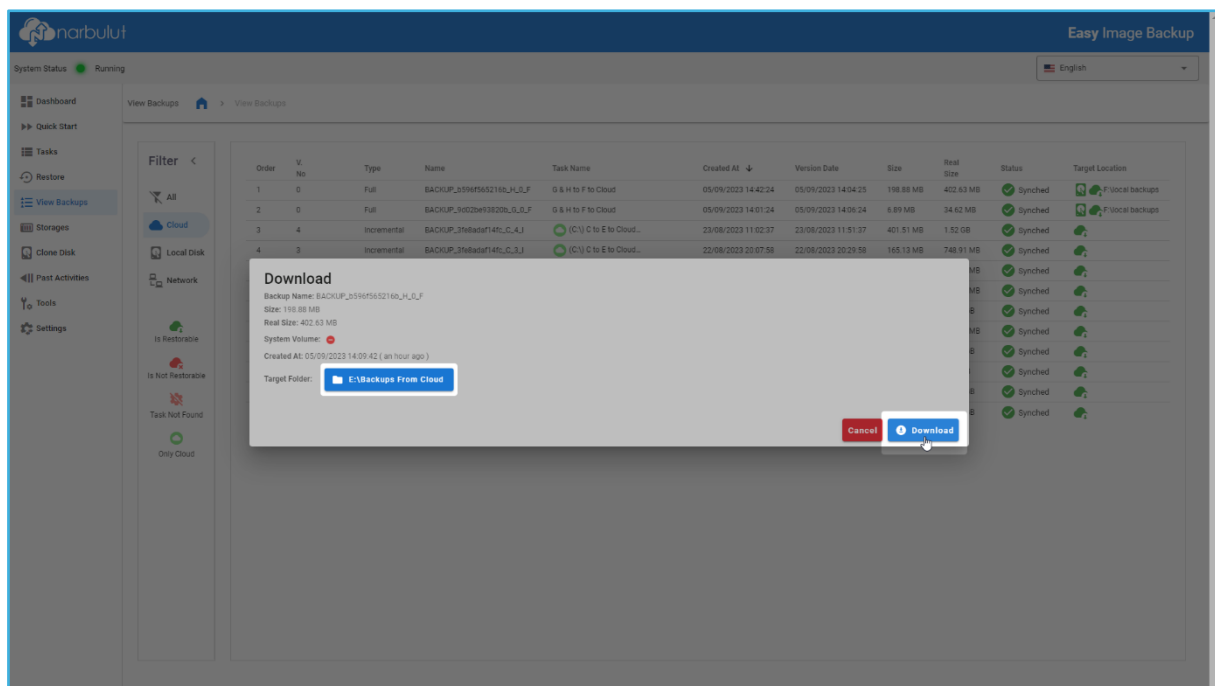 narbulut
Easy Image Backup
System Status Running
English
Dashboard
Quick Start
Tasks
Restore
View Backups
Storages
Clone Disk
Past Activities
Tools
Settings
View Backups > View Backups
Filter <
All
Cloud
Local Disk
Network
Is Restorable
Is Not Restorable
Task Not Found
Only Cloud
Order V. No Type Name Task Name Created At Version Date Size Real Size Status Target Location
1 0 Full BACKUP_b596f565216b_H_0_F G & H to F to Cloud 05/09/2023 14:42:24 05/09/2023 14:04:25 198.88 MB 402.63 MB Synched F:\local backups
2 0 Full BACKUP_9d02be93820b_G_0_F G & H to F to Cloud 05/09/2023 14:01:24 05/09/2023 14:06:24 6.89 MB 34.62 MB Synched F:\local backups
3 4 Incremental BACKUP_3fe8adaf14fc_C_4_I (C:\) C to E to Cloud... 23/08/2023 11:02:37 23/08/2023 11:51:37 401.51 MB 1.52 GB Synched
4 3 Incremental BACKUP_3fe8adaf14fc_C_3_I (C:\) C to E to Cloud... 22/08/2023 20:07:58 22/08/2023 20:29:58 165.13 MB 748.91 MB Synched
MB Synched
MB Synched
B Synched
MB Synched
B Synched
Synched
B Synched
B Synched
Download
Backup Name: BACKUP_b596f565216b_H_0_F
Size: 198.88 MB
Real Size: 402.63 MB
System Volume:
Created At: 05/09/2023 14:09:42 ( an hour ago )
Target Folder: E:\Backups From Cloud
Cancel Download